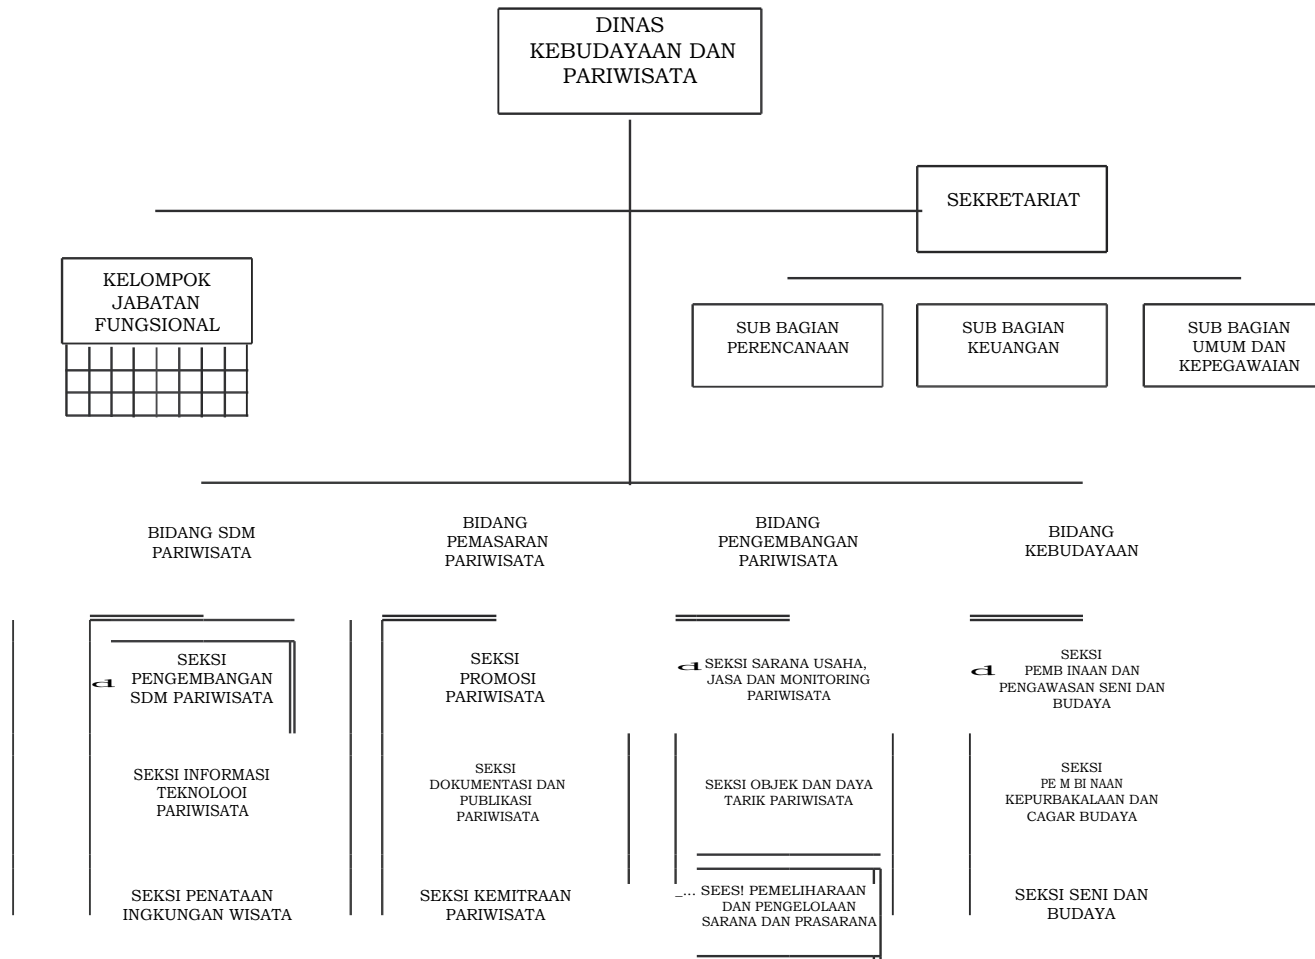 DINAS
KEBUDAYAAN DAN
PARIWISATA
SEKRETARIAT
KELOMPOK
JABATAN
FUNGSIONAL
SUB BAGIAN
PERENCANAAN
SUB BAGIAN
KEUANGAN
SUB BAGIAN
UMUM DAN
KEPEGAWAIAN
BIDANG SDM
PARIWISATA
BIDANG
PEMASARAN
PARIWISATA
BIDANG
PENGEMBANGAN
PARIWISATA
BIDANG
KEBUDAYAAN
d
SEKSI
PENGEMBANGAN
SDM PARIWISATA
SEKSI
PROMOSI
PARIWISATA
d SEKSI SARANA USAHA,
JASA DAN MONITORING
PARIWISATA
d
SEKSI
PEMB INAAN DAN
PENGAWASAN SENI DAN
BUDAYA
SEKSI INFORMASI
TEKNOLOOI
PARIWISATA
SEKSI
DOKUMENTASI DAN
PUBLIKASI
PARIWISATA
SEKSI OBJEK DAN DAYA
TARIK PARIWISATA
SEKSI
PE M BI NAAN
KEPURBAKALAAN DAN
CAGAR BUDAYA
SEKSI PENATAAN
INGKUNGAN WISATA
SEKSI KEMITRAAN
PARIWISATA
_... SEES! PEMELIHARAAN
DAN PENGELOLAAN
SARANA DAN PRASARANA
SEKSI SENI DAN
BUDAYA